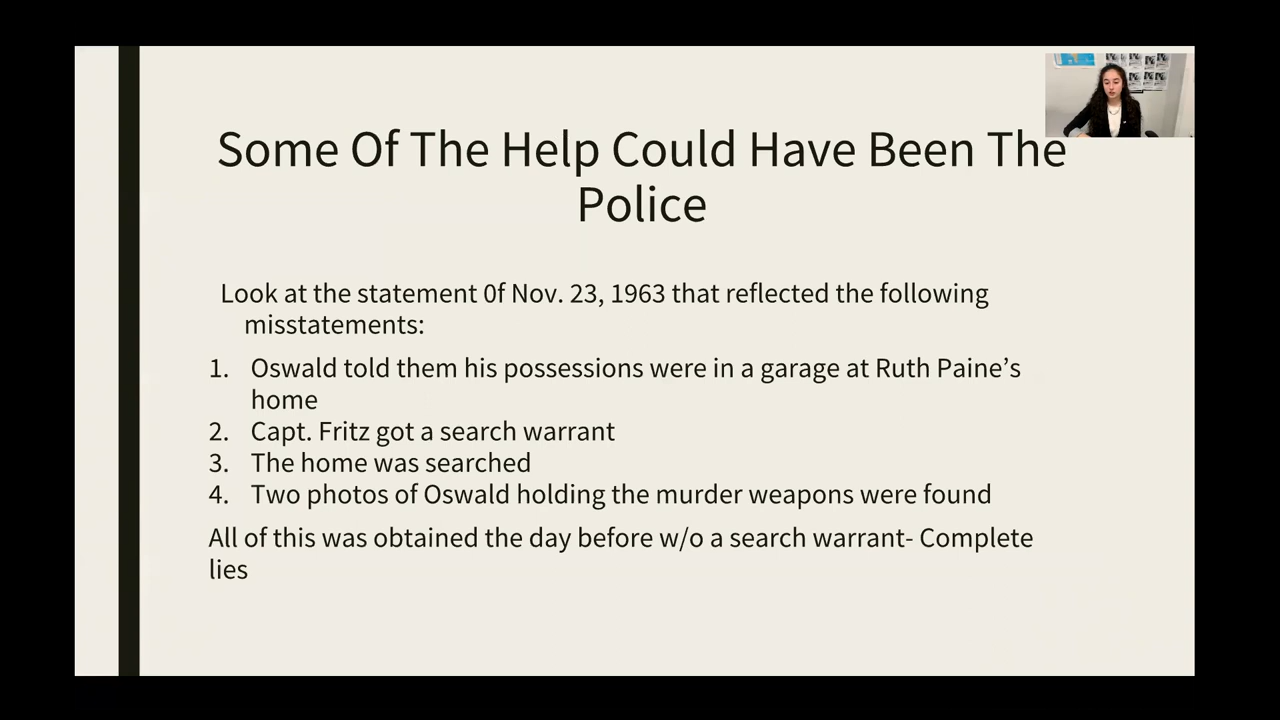 Some Of The Help Could Have Been The
Police
Look at the statement 0f Nov. 23, 1963 that reflected the following
misstatements:
1. Oswald told them his possessions were in a garage at Ruth Paine’s
home
2. Capt. Fritz got a search warrant
3. The home was searched
4. Two photos of Oswald holding the murder weapons were found
All of this was obtained the day before w/o a search warrant- Complete
lies